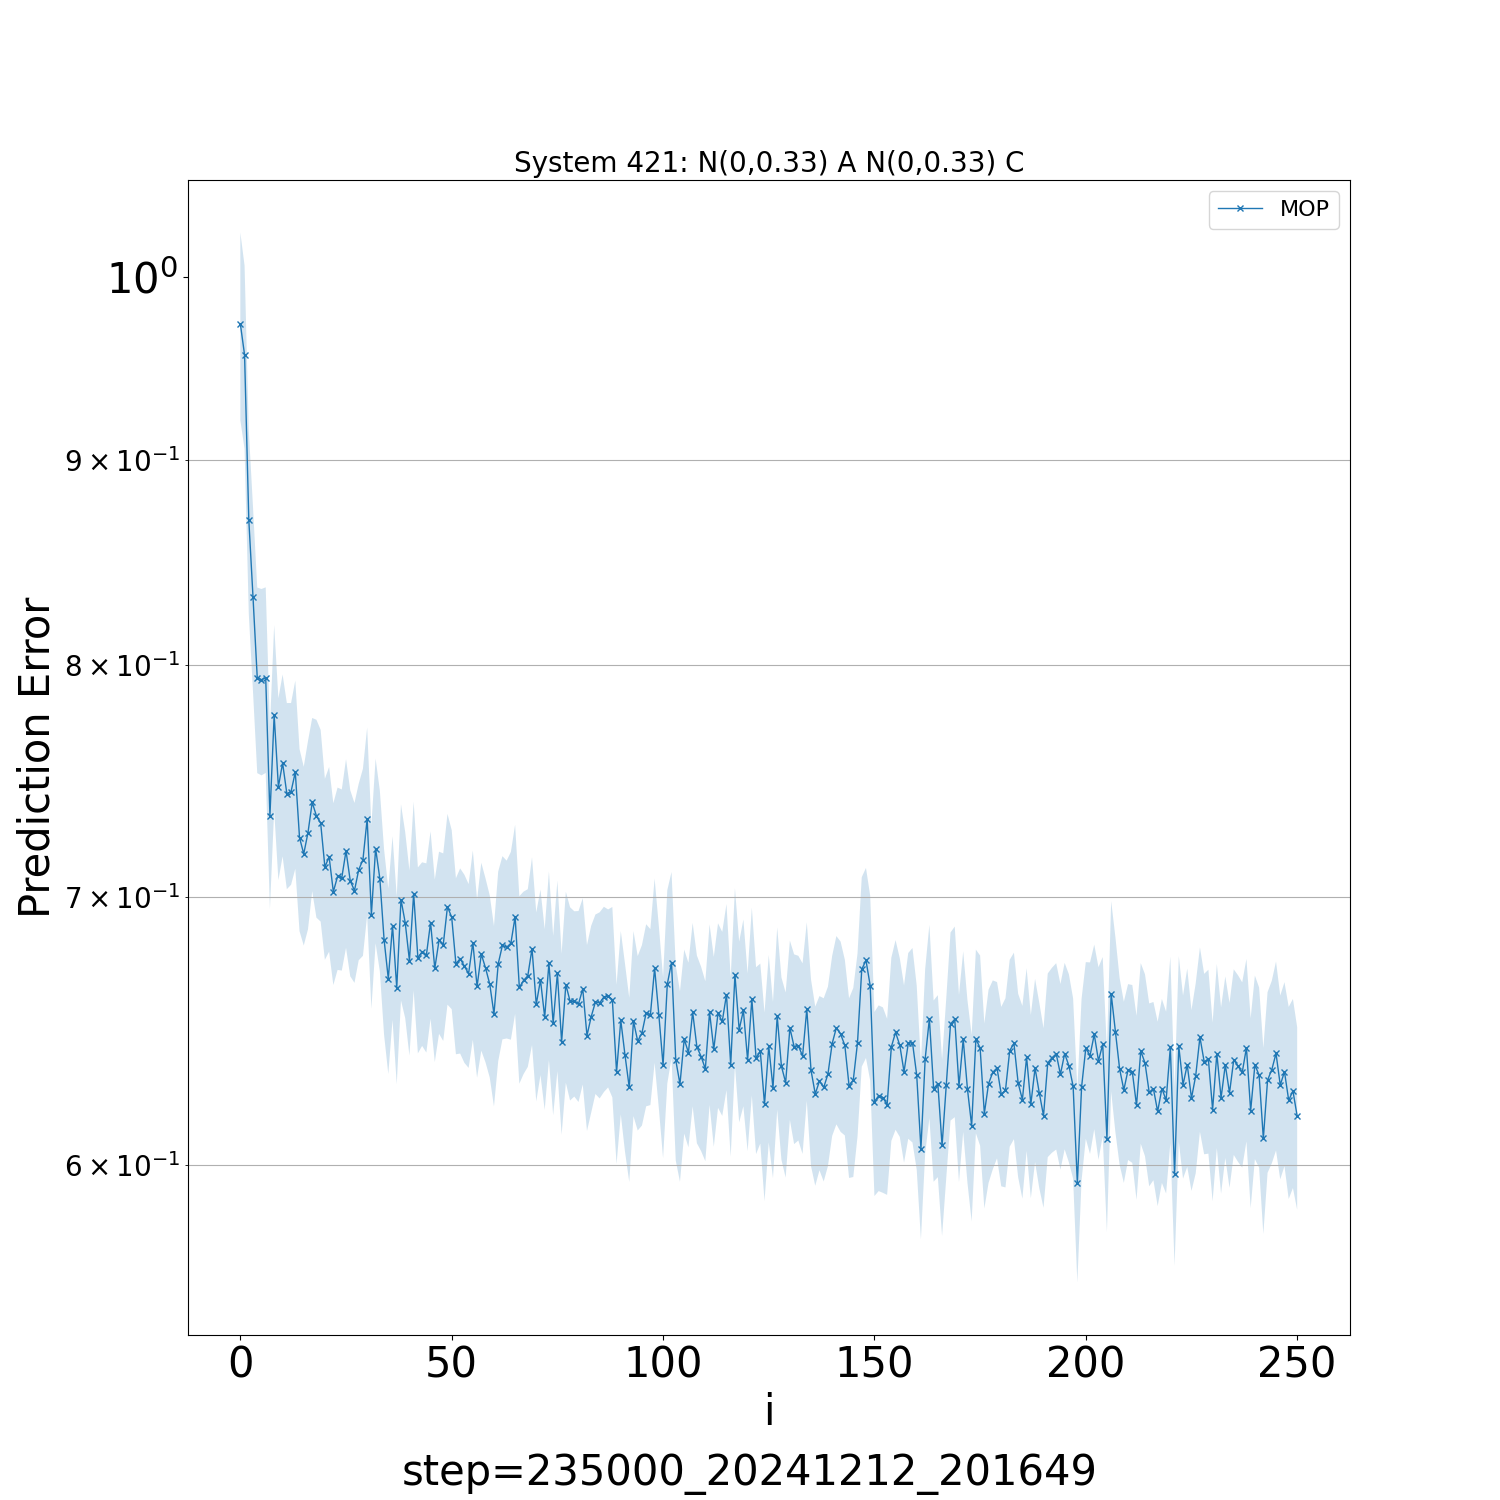 System 421: N(0,0.33) A N(0,0.33) C
MOP
10⁰
9 × 10⁻¹
8 × 10⁻¹
7 × 10⁻¹
6 × 10⁻¹
Prediction Error
0 50 100 150 200 250
i
step=235000_20241212_201649